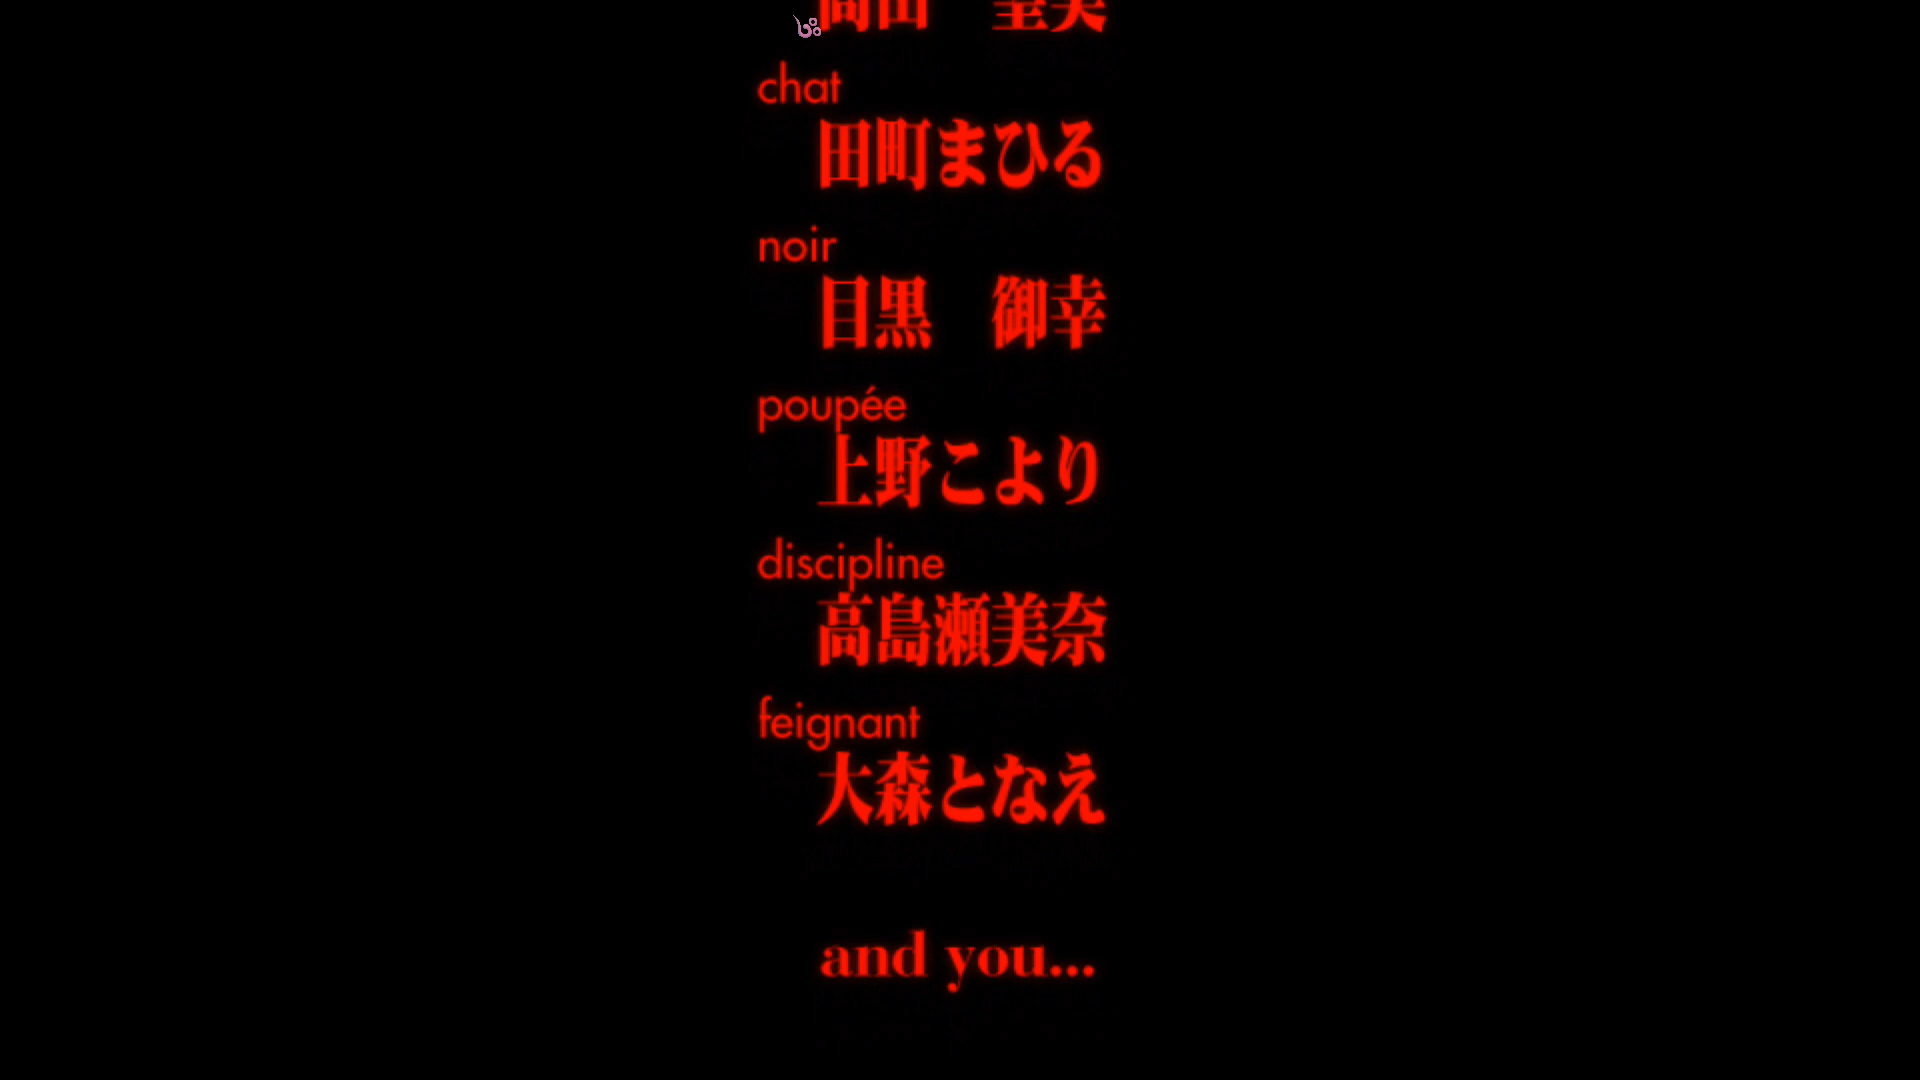 chat
田町まひる
noir
目黒　御幸
poupée
上野こより
discipline
高島瀬美奈
feignant
大森となえ
and you...